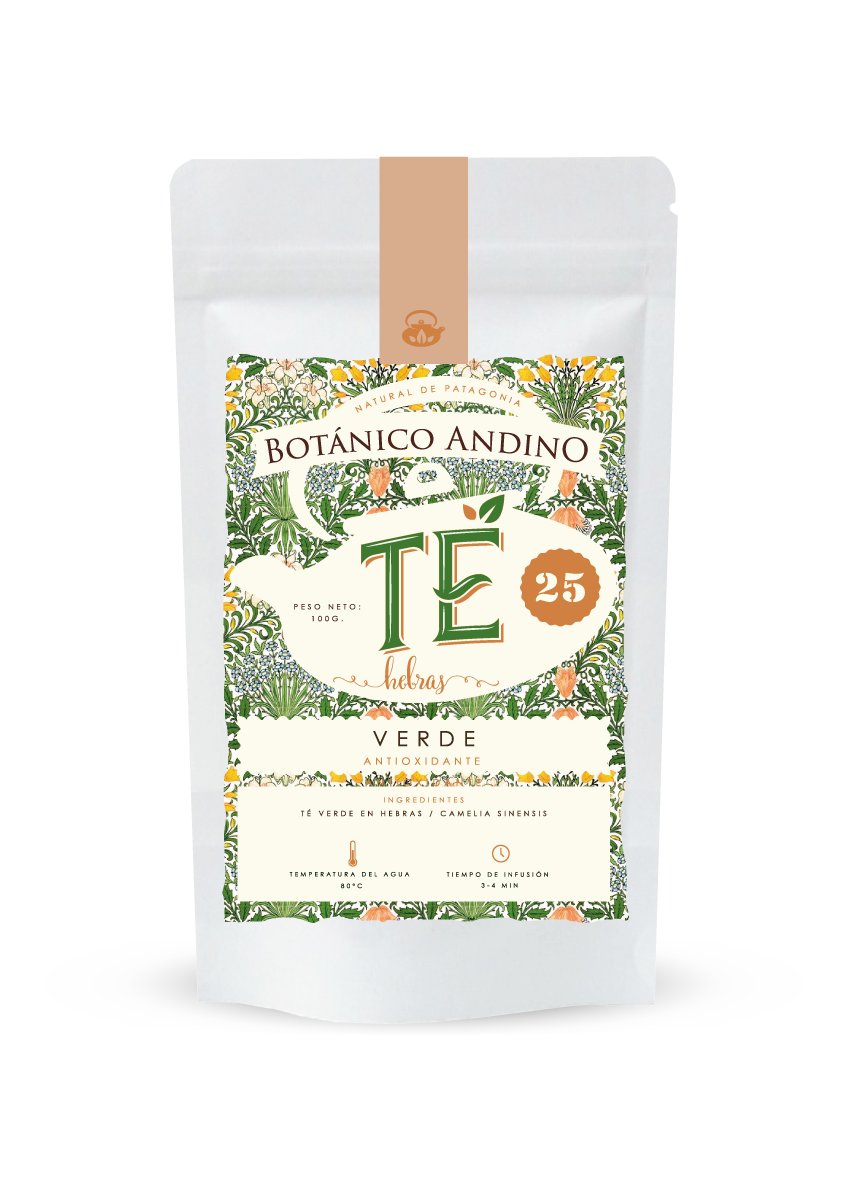 NATURAL DE PATAGONIA
BOTÁNICO ANDINO
TÉ
25
PESO NETO:
100G.
hebras
VERDE
ANTIOXIDANTE
INGREDIENTES
TÉ VERDE EN HEBRAS / CAMELIA SINENSIS
TEMPERATURA DEL AGUA
80°C
TIEMPO DE INFUSIÓN
3-4 MIN